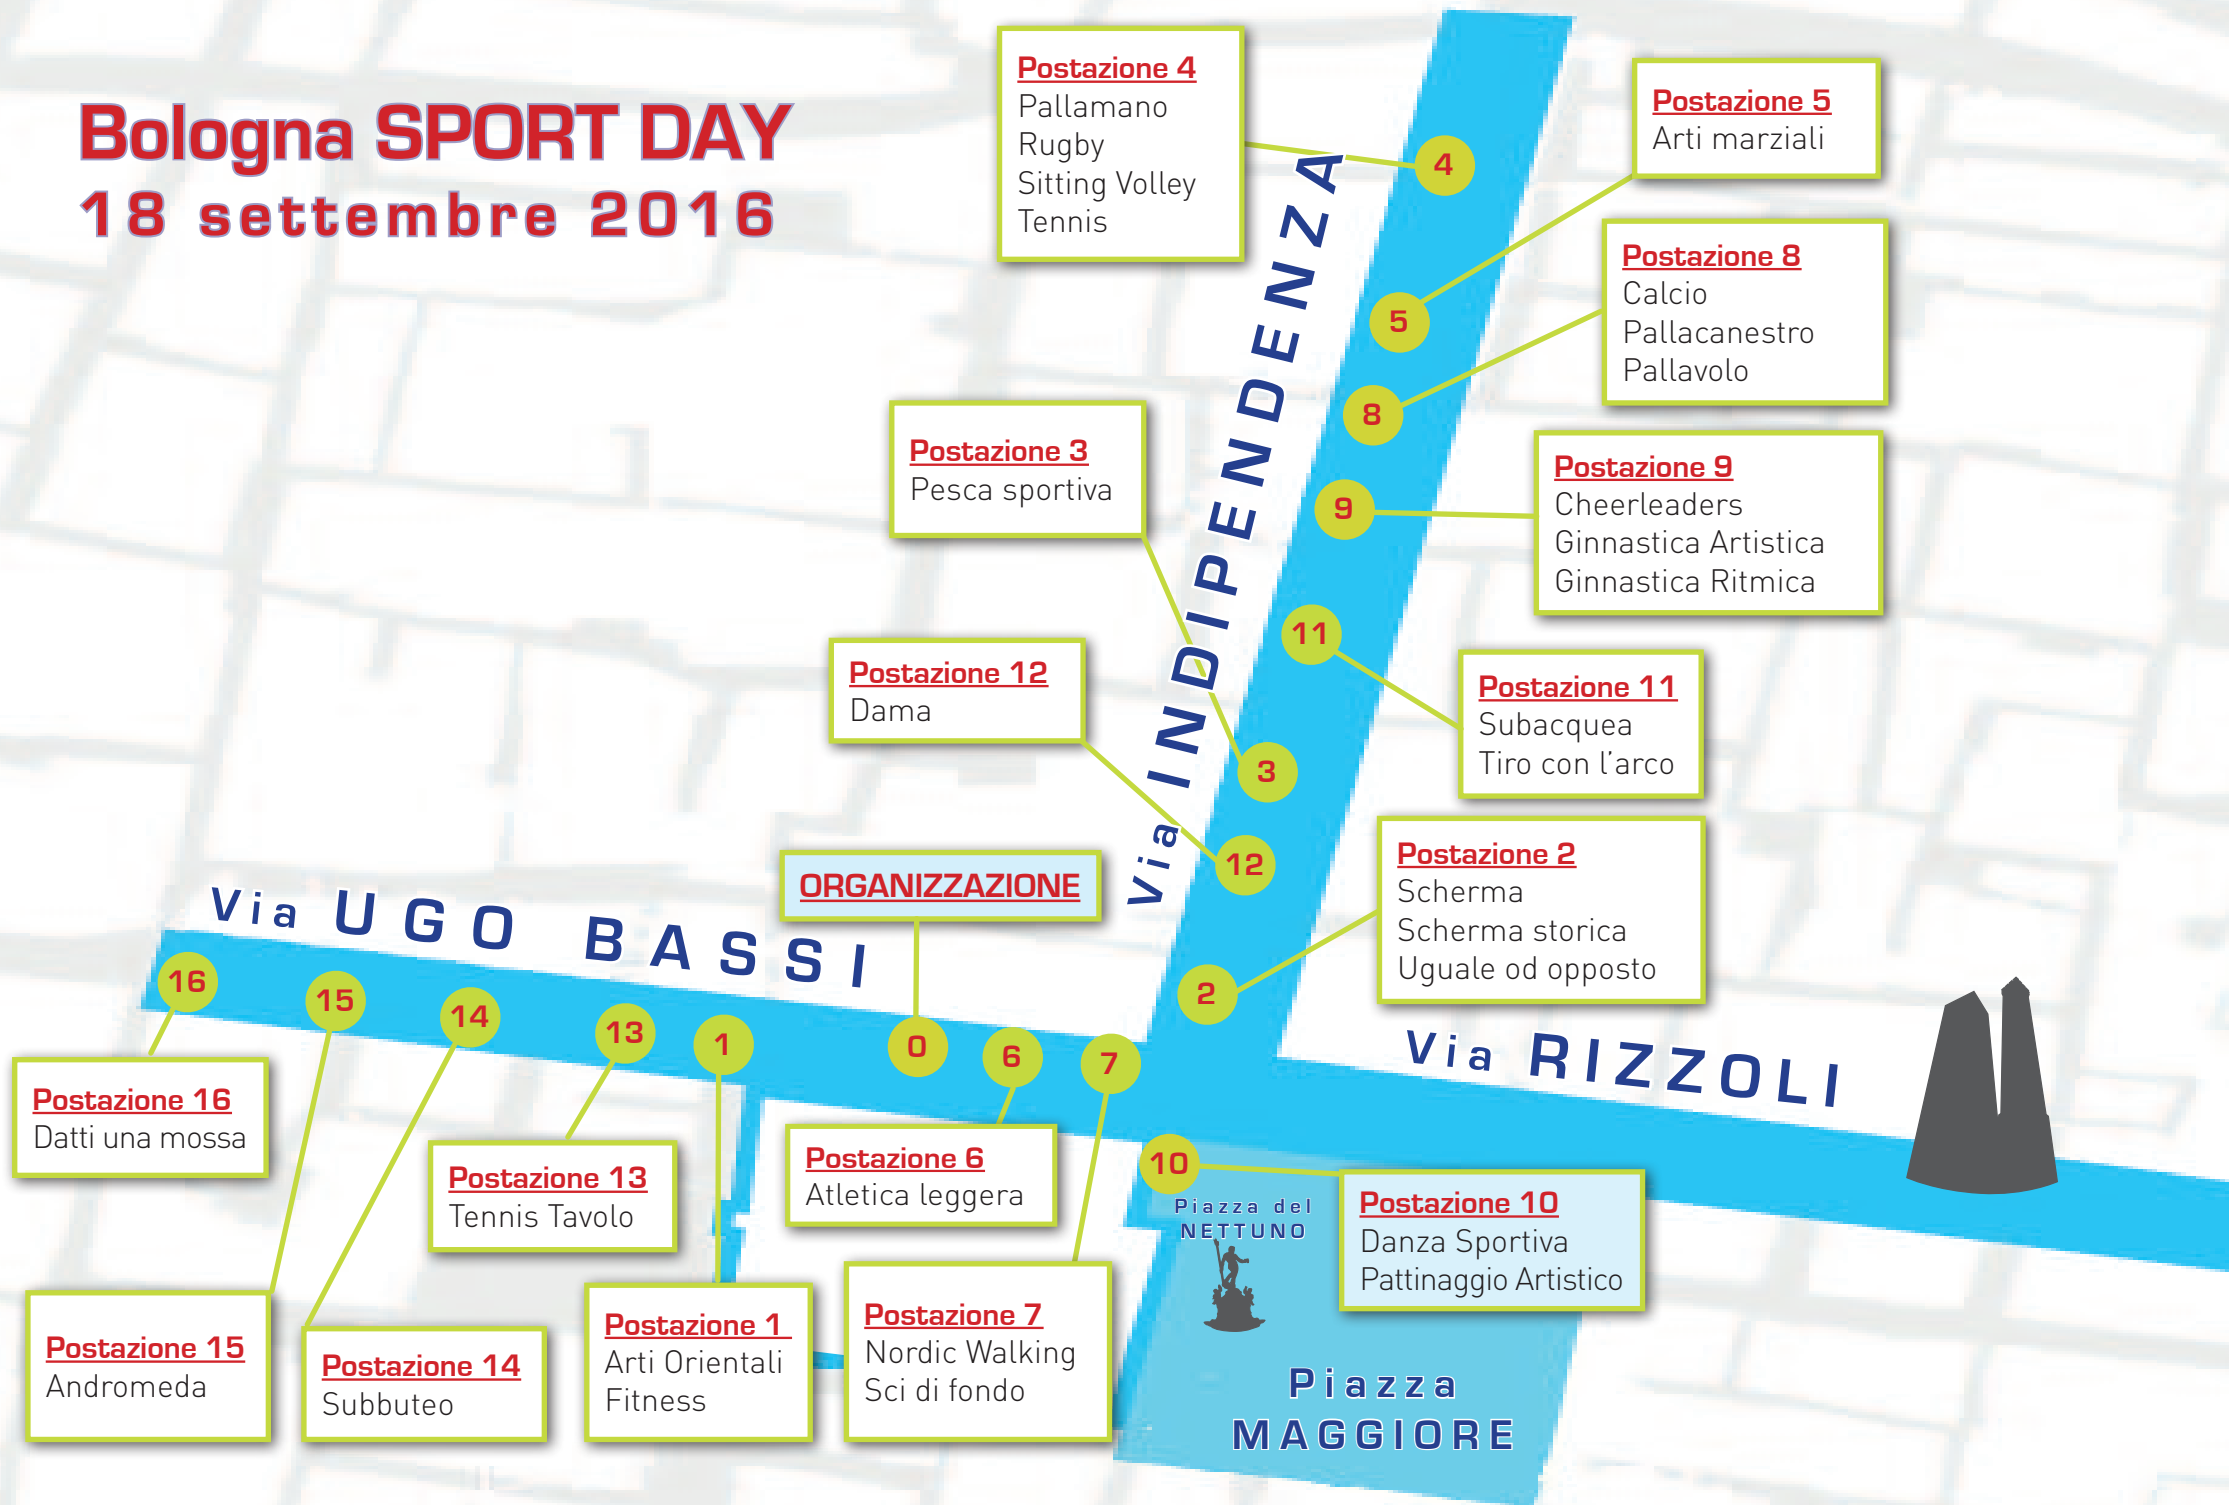 Bologna SPORT DAY
18 settembre 2016
Postazione 4
Pallamano
Rugby
Sitting Volley
Tennis
Postazione 5
Arti marziali
Postazione 8
Calcio
Pallacanestro
Pallavolo
Postazione 3
Pesca sportiva
Postazione 9
Cheerleaders
Ginnastica Artistica
Ginnastica Ritmica
Postazione 12
Dama
Postazione 11
Subacquea
Tiro con l'arco
Postazione 2
Scherma
Scherma storica
Uguale od opposto
ORGANIZZAZIONE
Via INDIPENDENZA
Via UGO BASSI
Via RIZZOLI
4
5
8
9
11
3
12
2
16
15
14
13
1
0
6
7
10
Postazione 16
Datti una mossa
Postazione 13
Tennis Tavolo
Postazione 6
Atletica leggera
Piazza del
NETTUNO
Postazione 10
Danza Sportiva
Pattinaggio Artistico
Postazione 15
Andromeda
Postazione 14
Subbuteo
Postazione 1
Arti Orientali
Fitness
Postazione 7
Nordic Walking
Sci di fondo
Piazza
MAGGIORE